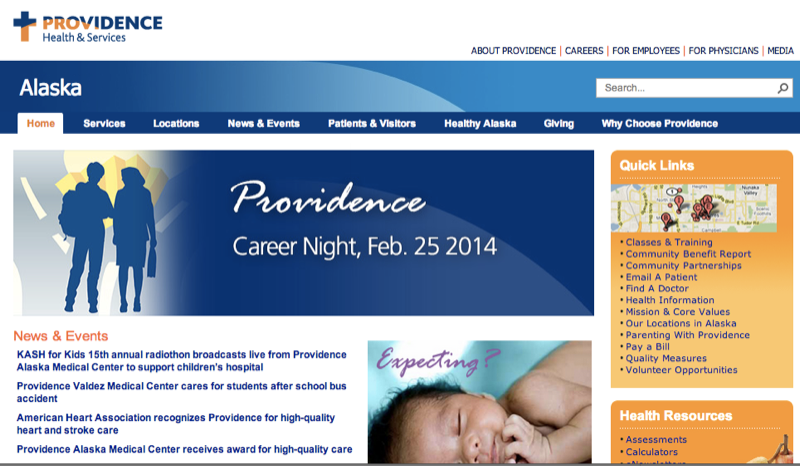 PROVIDENCE
Health & Services
ABOUT PROVIDENCE | CAREERS | FOR EMPLOYEES | FOR PHYSICIANS | MEDIA
Alaska
Search...
Home Services Locations News & Events Patients & Visitors Healthy Alaska Giving Why Choose Providence
Providence
Career Night, Feb. 25 2014
News & Events
KASH for Kids 15th annual radiothon broadcasts live from Providence
Alaska Medical Center to support children's hospital
Providence Valdez Medical Center cares for students after school bus
accident
American Heart Association recognizes Providence for high-quality
heart and stroke care
Providence Alaska Medical Center receives award for high-quality care
Expecting?
Quick Links
• Classes & Training
• Community Benefit Report
• Community Partnerships
• Email A Patient
• Find A Doctor
• Health Information
• Mission & Core Values
• Our Locations in Alaska
• Parenting With Providence
• Pay a Bill
• Quality Measures
• Volunteer Opportunities
Health Resources
• Assessments
• Calculators